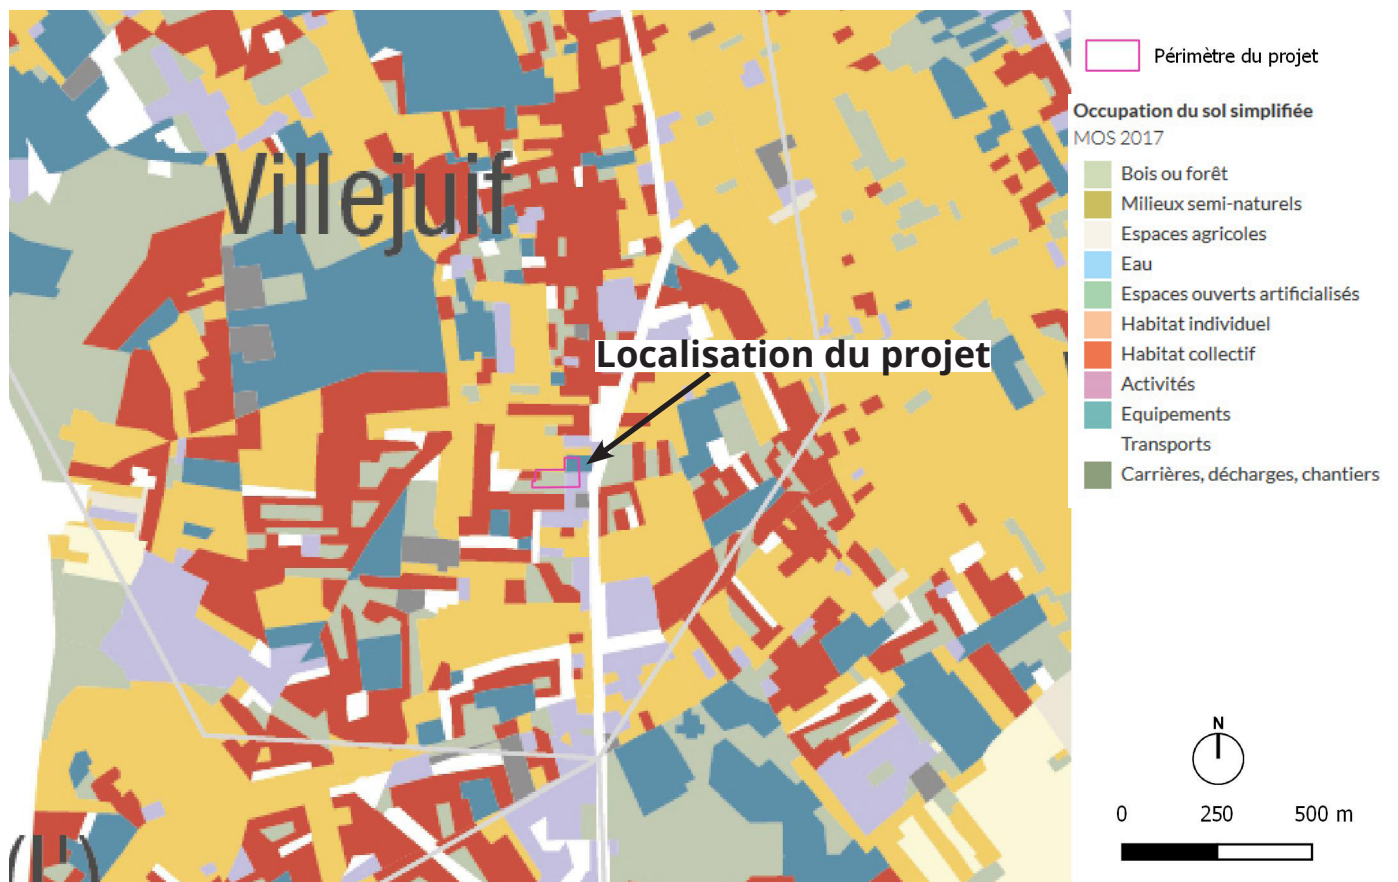 Villejuif
Localisation du projet
Périmètre du projet
Occupation du sol simplifiée
MOS 2017
Bois ou forêt
Milieux semi-naturels
Espaces agricoles
Eau
Espaces ouverts artificialisés
Habitat individuel
Habitat collectif
Activités
Equipements
Transports
Carrières, décharges, chantiers
N
0 250 500 m